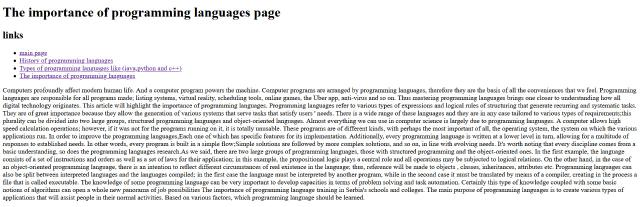 The importance of programming languages page
links
main page
History of programming languages
Types of programming languages like (java,python and c++)
The importance of programming languages
Computers profoundly affect modern human life. And a computer program powers the machine. Computer programs are arranged by programming languages, therefore they are the basis of all the conveniences that we feel. Programming
languages are responsible for all programs made; listing systems, virtual reality, scheduling tools, online games, the Uber app, anti-virus and so on. Thus mastering programming languages brings one closer to understanding how all
digital technology originates. This article will highlight the importance of programming languages. Programming languages refer to various types of expressions and logical rules of structuring that generate recurring and systematic tasks.
They are of great importance because they allow the generation of various systems that serve tasks that satisfy users ' needs. There is a wide range of these languages and they are in any case tailored to various types of requirements;this
plurality can be divided into two large groups, structured programming languages and object-oriented languages. Almost everything we can use in computer science is largely due to programming languages. A computer allows high
speed calculation operations; however, if it was not for the programs running on it, it is totally unusable. These programs are of different kinds, with perhaps the most important of all, the operating system, the system on which the various
applications run. In order to improve the programming languages,Each one of which has specific features for its implementation. Additionally, every programming language is written at a lower level in turn, allowing for a multitude of
responses to established needs. In other words, every program is built in a simple flow;Simple solutions are followed by more complex solutions, and so on, in line with evolving needs. It's worth noting that every discipline comes from a
basic understanding, so does the programming languages research.As we said, there are two large groups of programming languages, those with structured programming and the object-oriented ones. In the first example, the language
consists of a set of instructions and orders as well as a set of laws for their application; in this example, the propositional logic plays a central role and all operations may be subjected to logical relations. On the other hand, in the case of
an object-oriented programming language, there is an intention to reflect different circumstances of real existence in the language; thus, reference will be made to objects , classes, inheritances, attributes etc. Programming languages can
also be split between interpreted languages and the languages compiled; in the first case the language must be interpreted by another program, while in the second case it must be translated by means of a compiler, creating in the process a
file that is called executable. The knowledge of some programming language can be very important to develop capacities in terms of problem solving and task automation. Certainly this type of knowledge coupled with some basic
notions of algorithms can open a whole new panorama of job possibilities The importance of programming language training in Serbia's schools and colleges. The main purpose of programming languages is to create various types of
applications that will assist people in their normal activities. Based on various factors, which programming language should be learned.